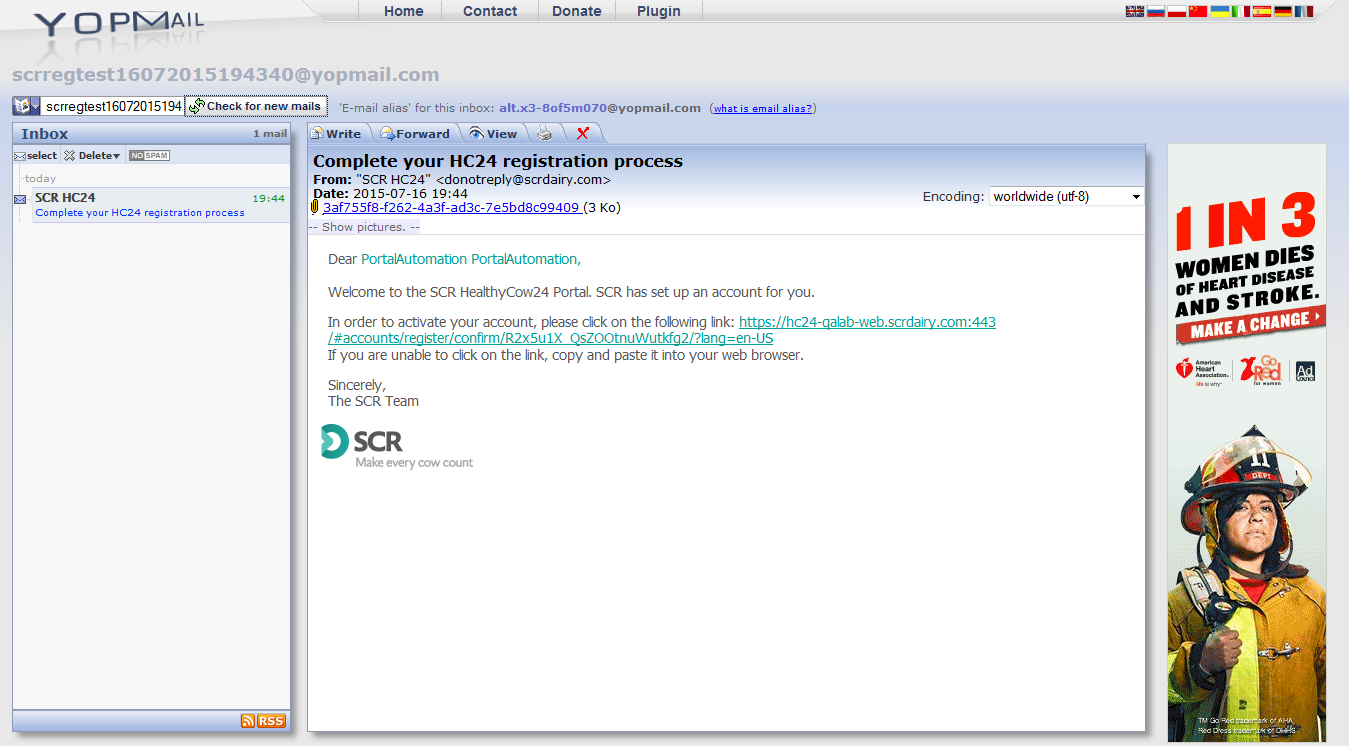 YOPMAIL
Home
Contact
Donate
Plugin
scrregtest16072015194340@yopmail.com
scrregtest16072015194
Check for new mails
'E-mail alias' for this inbox: alt.x3-8of5m070@yopmail.com (what is email alias?)
Inbox
1 mail
select
Delete
NO SPAM
today
SCR HC24
19:44
Complete your HC24 registration process
RSS
Write
Forward
View
Complete your HC24 registration process
From: "SCR HC24" <donotreply@scrdairy.com>
Date: 2015-07-16 19:44
3af755f8-f262-4a3f-ad3c-7e5bd8c99409 (3 Ko)
Encoding: worldwide (utf-8)
-- Show pictures. --
Dear PortalAutomation PortalAutomation,
Welcome to the SCR HealthyCow24 Portal. SCR has set up an account for you.
In order to activate your account, please click on the following link: https://hc24-qalab-web.scrdairy.com:443
/#accounts/register/confirm/R2x5u1X_QsZOOtnuWutkfg2/?lang=en-US
If you are unable to click on the link, copy and paste it into your web browser.
Sincerely,
The SCR Team
SCR
Make every cow count
1 IN 3
WOMEN DIES
OF HEART DISEASE
AND STROKE.
MAKE A CHANGE
American
Heart
Association
life is why
Go
Red
for women
Ad
Council
11
DEPT
TM Go Red trademark of AHA
Red Dress trademark of DHHS